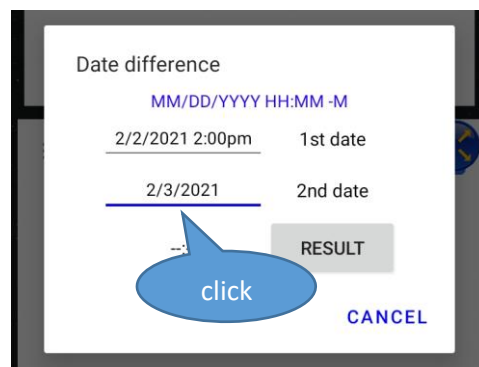 Date difference
MM/DD/YYYY HH:MM -M
2/2/2021 2:00pm 1st date
2/3/2021 2nd date
--: RESULT
click
CANCEL